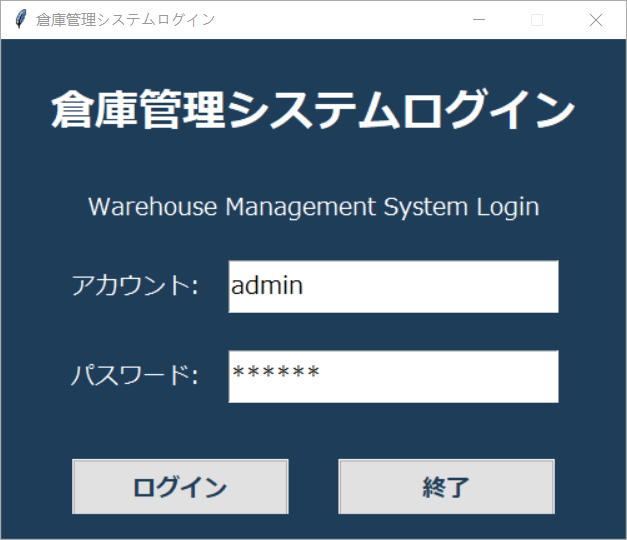 倉庫管理システムログイン
倉庫管理システムログイン
Warehouse Management System Login
アカウント: admin
パスワード: ******
ログイン 終了